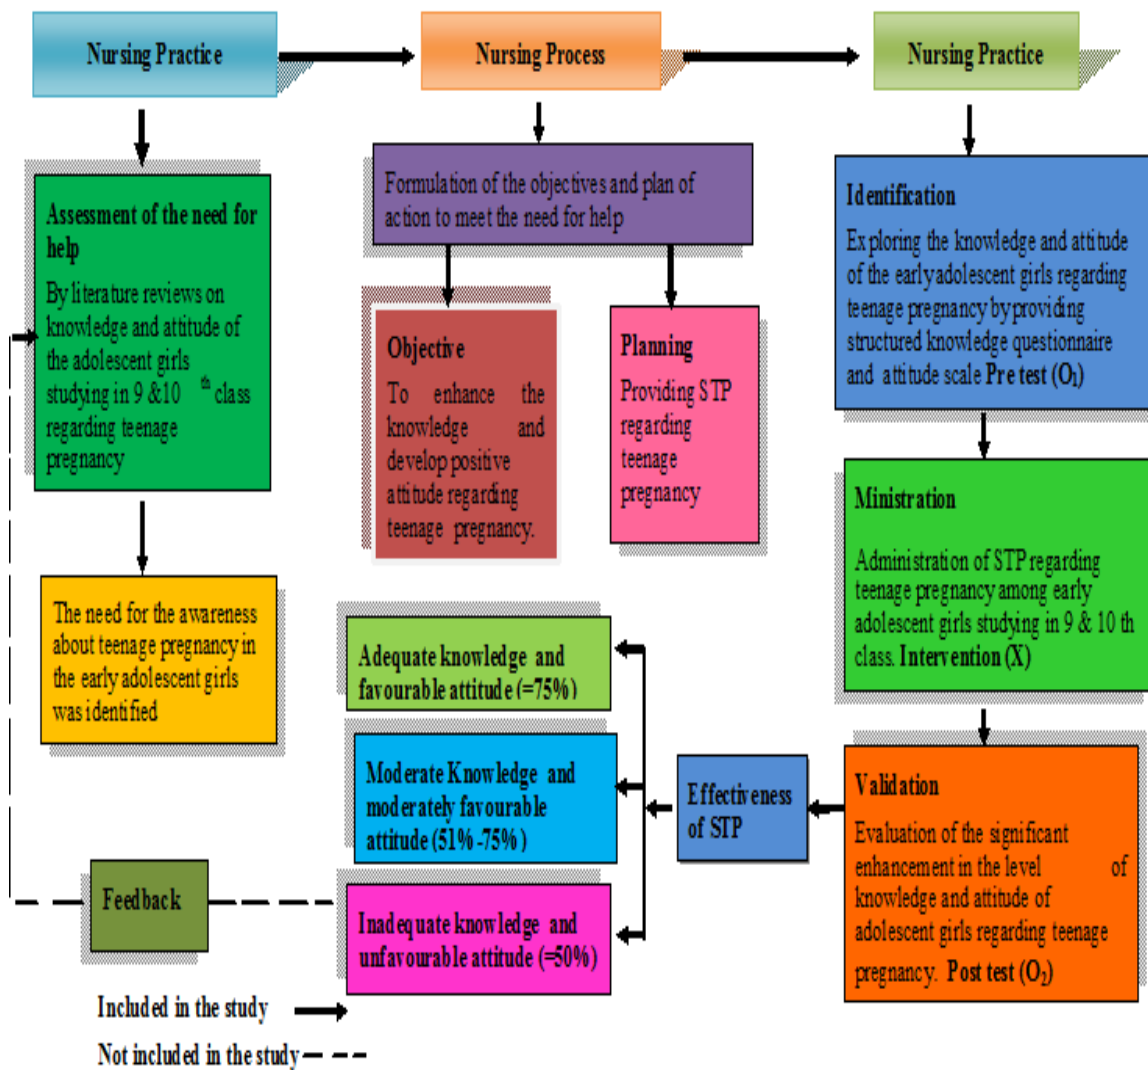 Nursing Practice
Nursing Process
Nursing Practice
Assessment of the need for
help
By literature reviews on
knowledge and attitude of
the adolescent girls
studying in 9 &10 th class
regarding teenage
pregnancy
The need for the awareness
about teenage pregnancy in
the early adolescent girls
was identified
Formulation of the objectives and plan of
action to meet the need for help
Objective
To enhance the
knowledge and
develop positive
attitude regarding
teenage pregnancy.
Planning
Providing STP
regarding
teenage
pregnancy
Identification
Exploring the knowledge and attitude
of the early adolescent girls regarding
teenage pregnancy by providing
structured knowledge questionnaire
and attitude scale Pre test (O₁)
Ministration
Administration of STP regarding
teenage pregnancy among early
adolescent girls studying in 9 & 10 th
class. Intervention (X)
Validation
Evaluation of the significant
enhancement in the level of
knowledge and attitude of
adolescent girls regarding teenage
pregnancy. Post test (O₂)
Effectiveness
of STP
Adequate knowledge and
favourable attitude (=75%)
Moderate Knowledge and
moderately favourable
attitude (51%-75%)
Inadequate knowledge and
unfavourable attitude (=50%)
Feedback
Included in the study
Not included in the study